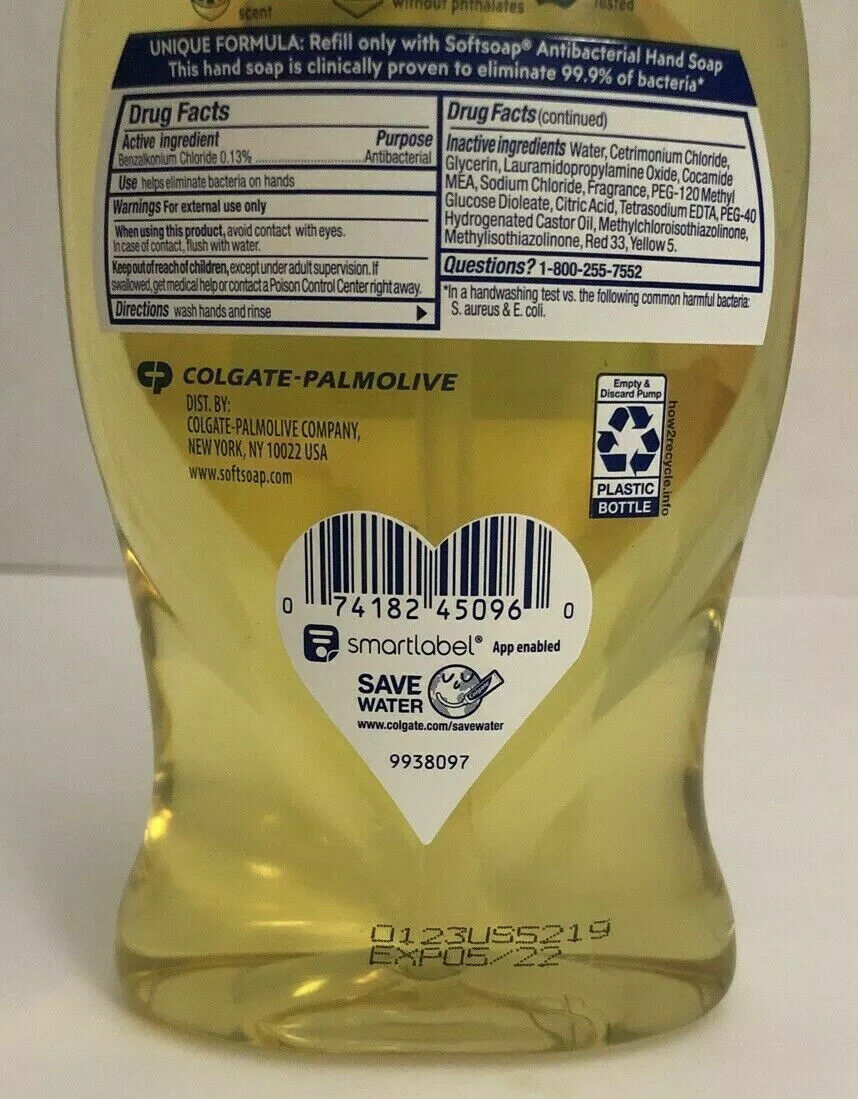 scent
without phthalates
Tested
UNIQUE FORMULA: Refill only with Softsoap® Antibacterial Hand Soap
This hand soap is clinically proven to eliminate 99.9% of bacteria*
Drug Facts
Active ingredient Purpose
Benzalkonium Chloride 0.13% Antibacterial
Use helps eliminate bacteria on hands
Warnings For external use only
When using this product, avoid contact with eyes.
In case of contact, flush with water.
Keep out of reach of children, except under adult supervision. If
swallowed, get medical help or contact a Poison Control Center right away.
Directions wash hands and rinse
Drug Facts (continued)
Inactive ingredients Water, Cetrimonium Chloride,
Glycerin, Lauramidopropylamine Oxide, Cocamide
MEA, Sodium Chloride, Fragrance, PEG-120 Methyl
Glucose Dioleate, Citric Acid, Tetrasodium EDTA, PEG-40
Hydrogenated Castor Oil, Methylchloroisothiazolinone,
Methylisothiazolinone, Red 33, Yellow 5.
Questions? 1-800-255-7552
*In a handwashing test vs. the following common harmful bacteria:
S. aureus & E. coli.
CP COLGATE-PALMOLIVE
DIST. BY:
COLGATE-PALMOLIVE COMPANY,
NEW YORK, NY 10022 USA
www.softsoap.com
Empty &
Discard Pump
PLASTIC
BOTTLE
how2recycle.info
0 74182 45096 0
smartlabel® App enabled
SAVE
WATER
www.colgate.com/savewater
9938097
0123US5219
EXP05/22